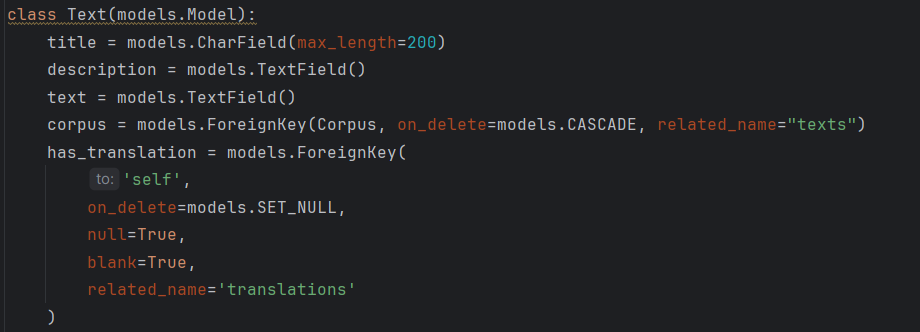 class Text(models.Model):
    title = models.CharField(max_length=200)
    description = models.TextField()
    text = models.TextField()
    corpus = models.ForeignKey(Corpus, on_delete=models.CASCADE, related_name="texts")
    has_translation = models.ForeignKey(
        to: 'self',
        on_delete=models.SET_NULL,
        null=True,
        blank=True,
        related_name='translations'
    )